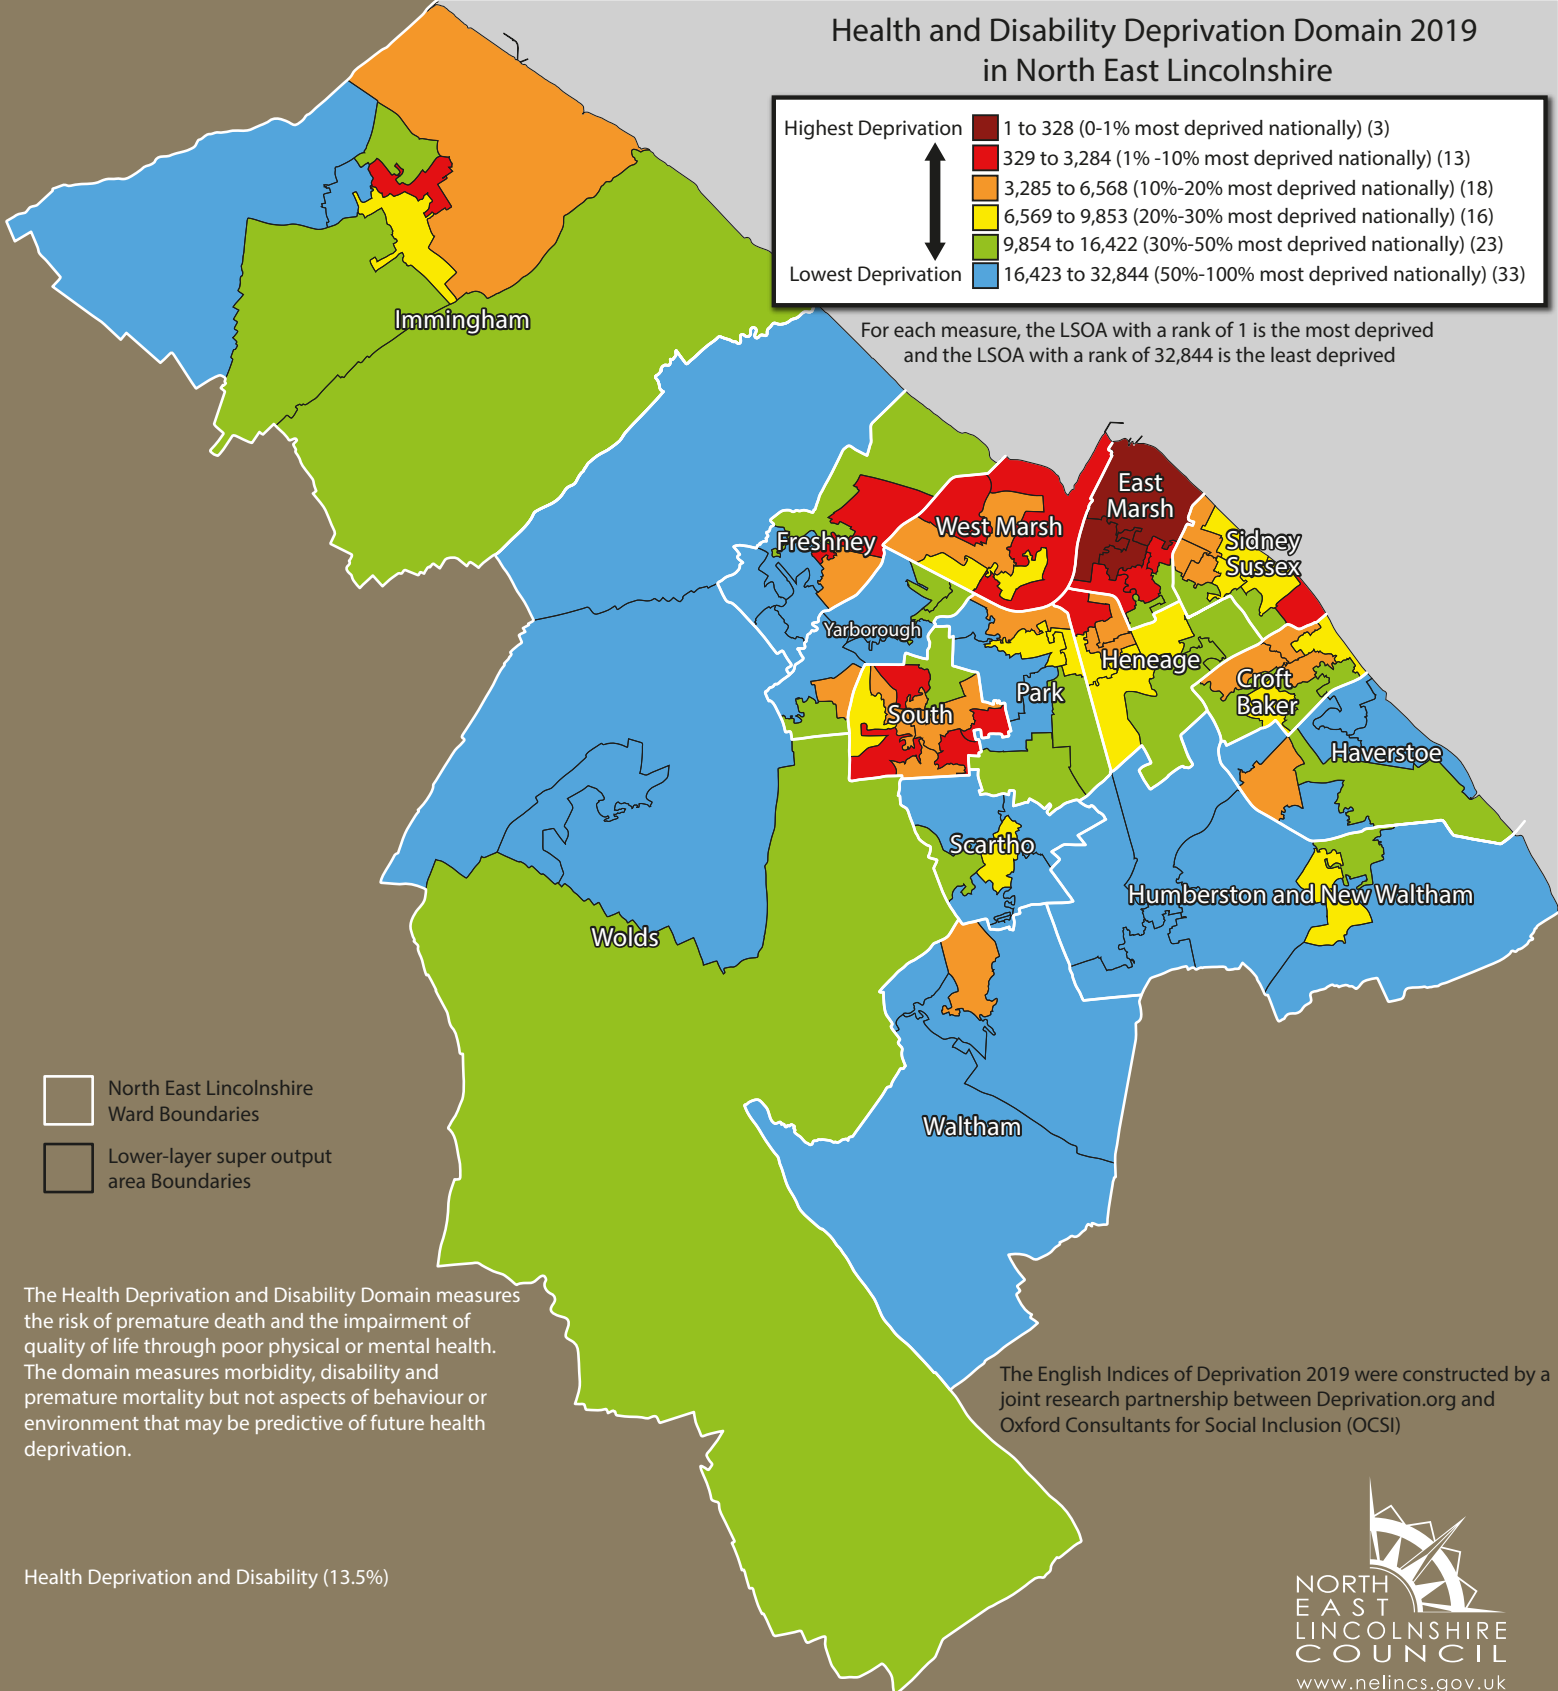 Health and Disability Deprivation Domain 2019
in North East Lincolnshire
Highest Deprivation
1 to 328 (0-1% most deprived nationally) (3)
329 to 3,284 (1% -10% most deprived nationally) (13)
3,285 to 6,568 (10%-20% most deprived nationally) (18)
6,569 to 9,853 (20%-30% most deprived nationally) (16)
9,854 to 16,422 (30%-50% most deprived nationally) (23)
Lowest Deprivation
16,423 to 32,844 (50%-100% most deprived nationally) (33)
For each measure, the LSOA with a rank of 1 is the most deprived
and the LSOA with a rank of 32,844 is the least deprived
Immingham
East
Marsh
West Marsh
Freshney
Sidney
Sussex
Yarborough
Heneage
Croft
Baker
Park
South
Haverstoe
Scartho
Humberston and New Waltham
Wolds
Waltham
North East Lincolnshire
Ward Boundaries
Lower-layer super output
area Boundaries
The Health Deprivation and Disability Domain measures
the risk of premature death and the impairment of
quality of life through poor physical or mental health.
The domain measures morbidity, disability and
premature mortality but not aspects of behaviour or
environment that may be predictive of future health
deprivation.
The English Indices of Deprivation 2019 were constructed by a
joint research partnership between Deprivation.org and
Oxford Consultants for Social Inclusion (OCSI)
Health Deprivation and Disability (13.5%)
NORTH
EAST
LINCOLNSHIRE
COUNCIL
www.nelincs.gov.uk